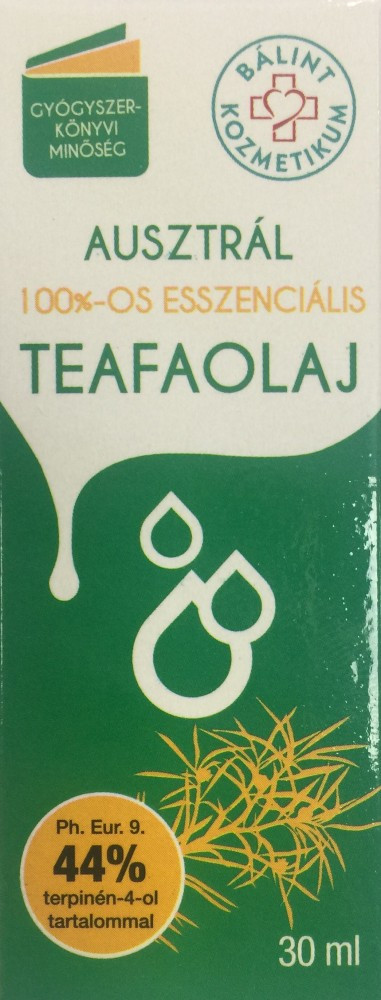 GYÓGYSZER-
KÖNYVI
MINŐSÉG
BÁLINT
KOZMETIKUM
AUSZTRÁL
100%-OS ESSZENCIÁLIS
TEAFAOLAJ
Ph. Eur. 9.
44%
terpinén-4-ol
tartalommal
30 ml